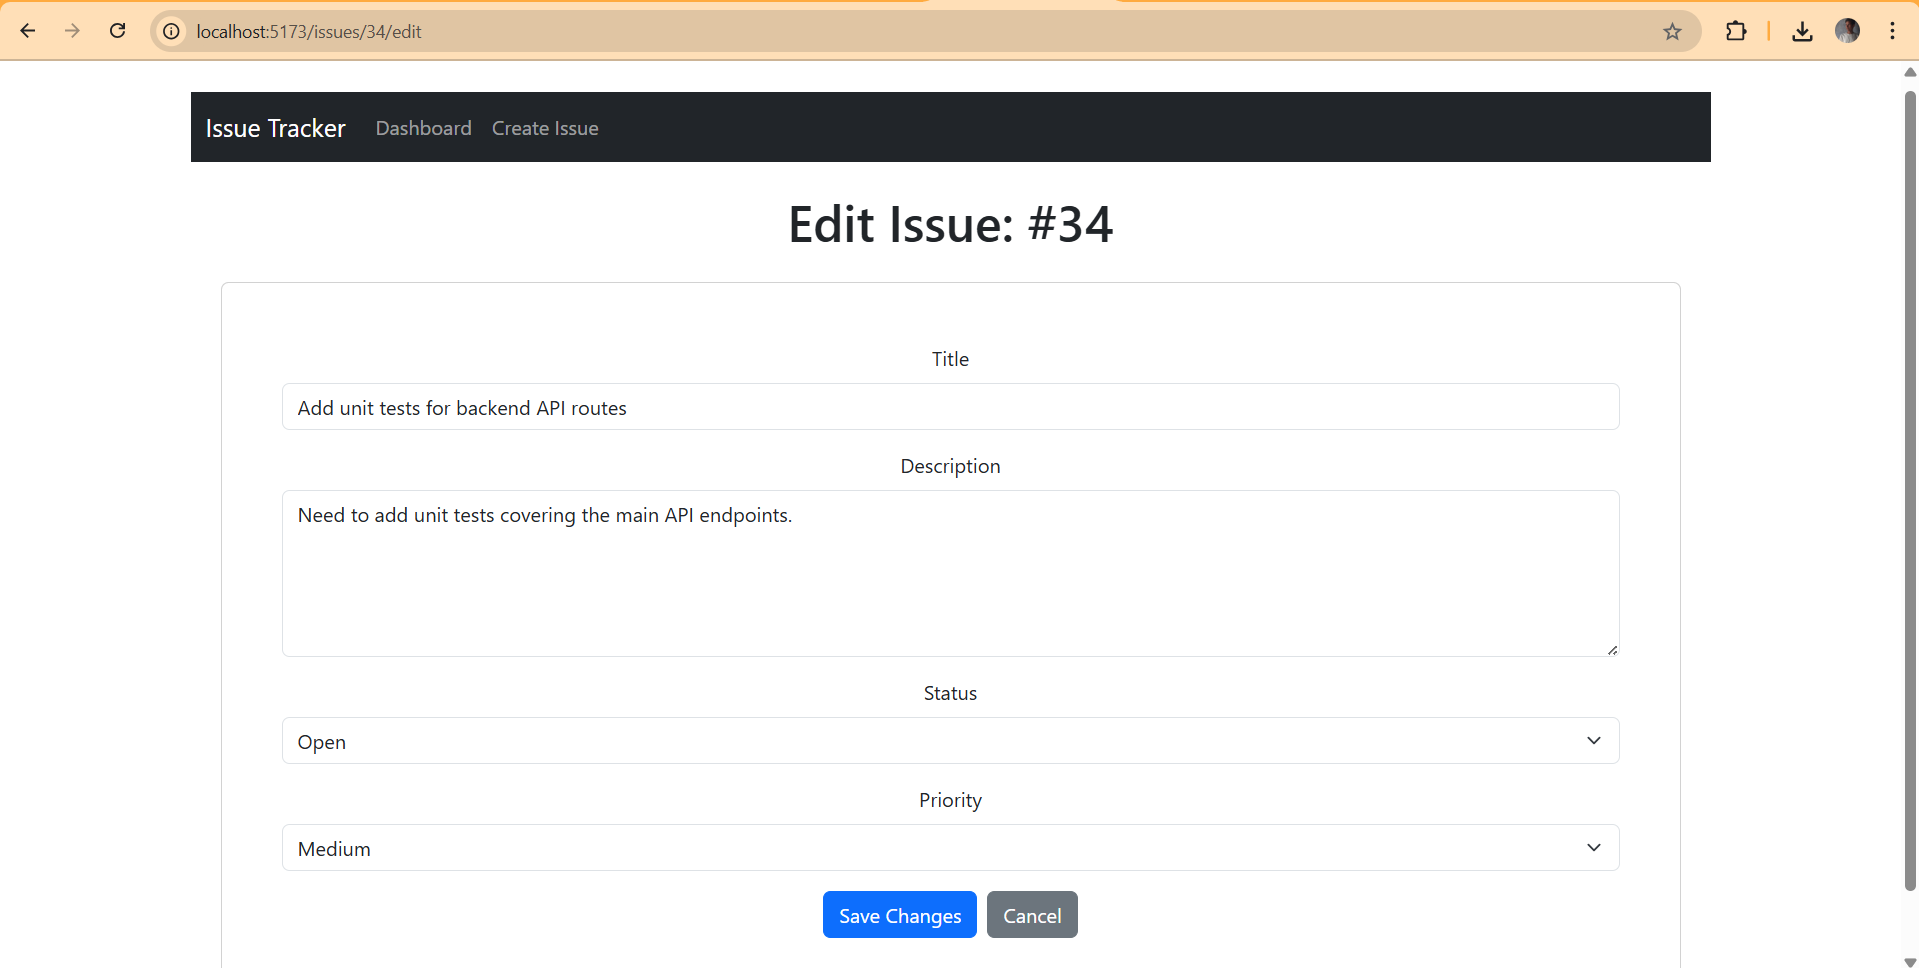 localhost:5173/issues/34/edit
Issue Tracker Dashboard Create Issue
Edit Issue: #34
Title
Add unit tests for backend API routes
Description
Need to add unit tests covering the main API endpoints.
Status
Open
Priority
Medium
Save Changes Cancel